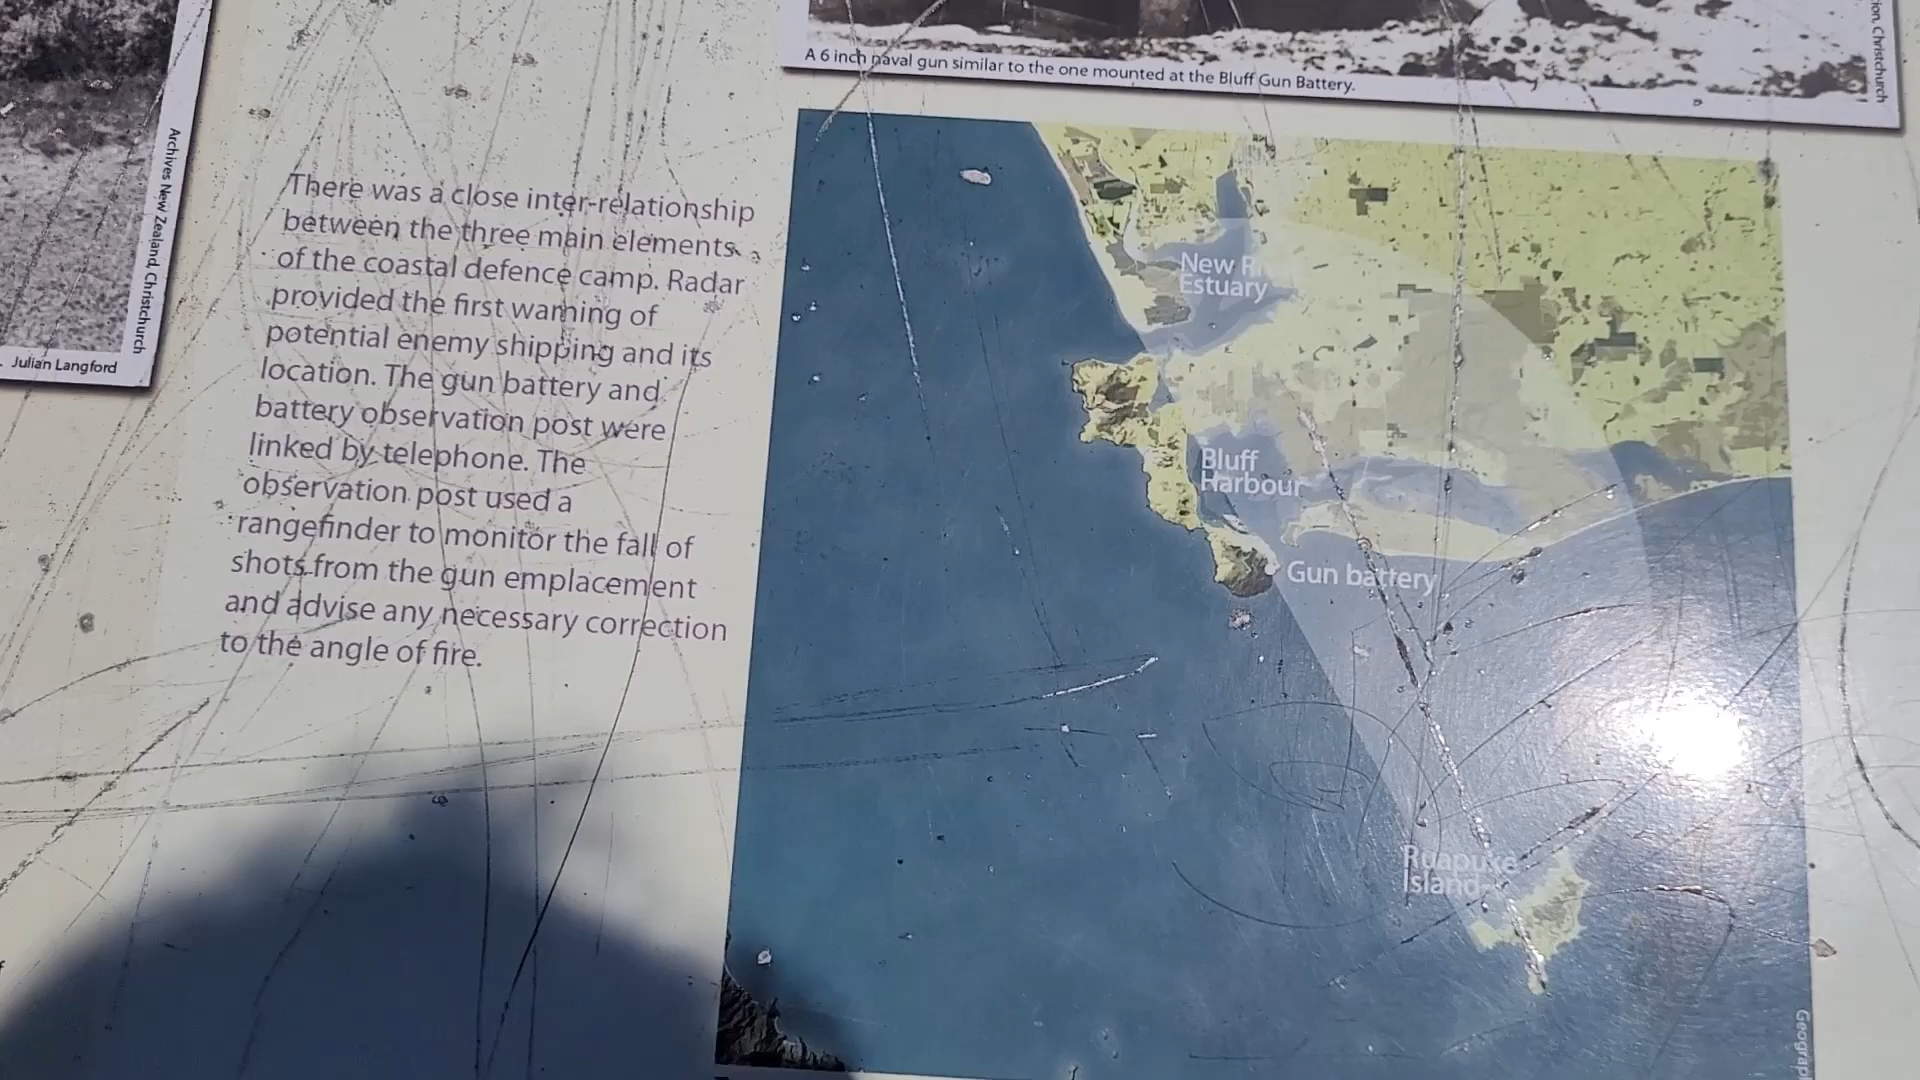 A 6 inch naval gun similar to the one mounted at the Bluff Gun Battery.
Christchurch
Archives New Zealand, Christchurch
Julian Langford
There was a close inter-relationship
between the three main elements
of the coastal defence camp. Radar
provided the first warning of
potential enemy shipping and its
location. The gun battery and
battery observation post were
linked by telephone. The
observation post used a
rangefinder to monitor the fall of
shots from the gun emplacement
and advise any necessary correction
to the angle of fire.
New
Estuary
Bluff
Harbour
Gun battery
Ruapuke
Island